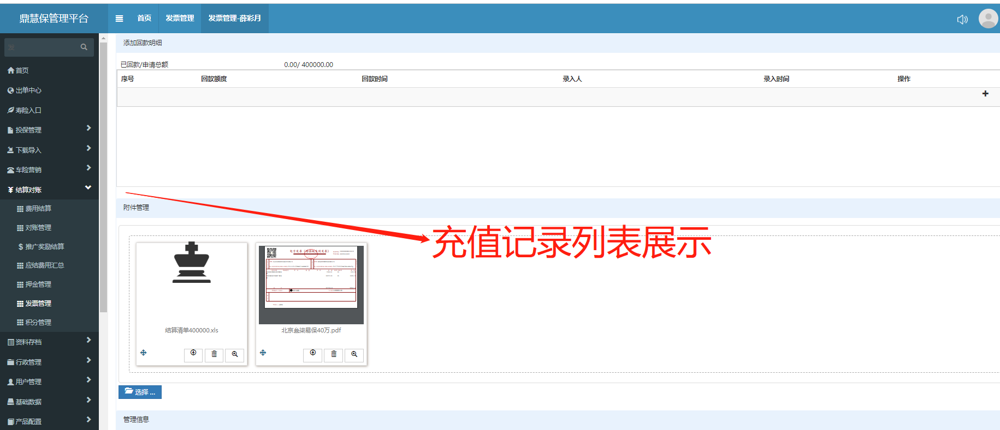 鼎慧保管理平台
首页
发票管理
发票管理-薛彩月
发
首页
出单中心
寿险入口
投保管理
下载导入
车险营销
结算对账
费用结算
对账管理
推广奖励结算
应结费用汇总
押金管理
发票管理
积分管理
资料存档
行政管理
用户管理
基础数据
产品配置
添加回款明细
已回款/申请总额 0.00/ 400000.00
序号 回款额度 回款时间 录入人 录入时间 操作
附件管理
充值记录列表展示
结算清单400000.xls
北京叁柒易保40万.pdf
选择 ...
管理信息